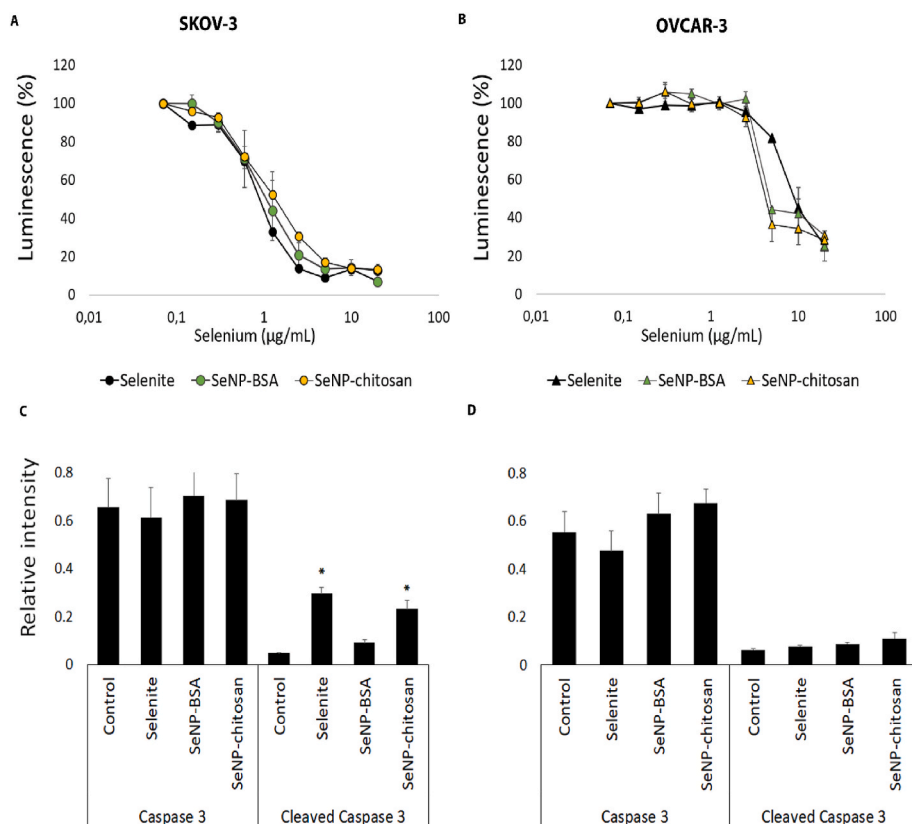 A
SKOV-3
B
OVCAR-3
Luminescence (%)
120
100
80
60
40
20
0
0,01 0,1 1 10 100
Selenium (µg/mL)
Selenite SeNP-BSA SeNP-chitosan
Luminescence (%)
120
100
80
60
40
20
0
0,01 0,1 1 10 100
Selenium (µg/mL)
Selenite SeNP-BSA SeNP-chitosan
C
Relative intensity
0.8
0.6
0.4
0.2
0
* *
Control Selenite SeNP-BSA SeNP-chitosan Control Selenite SeNP-BSA SeNP-chitosan
Caspase 3 Cleaved Caspase 3
D
0.8
0.6
0.4
0.2
0
Control Selenite SeNP-BSA SeNP-chitosan Control Selenite SeNP-BSA SeNP-chitosan
Caspase 3 Cleaved Caspase 3